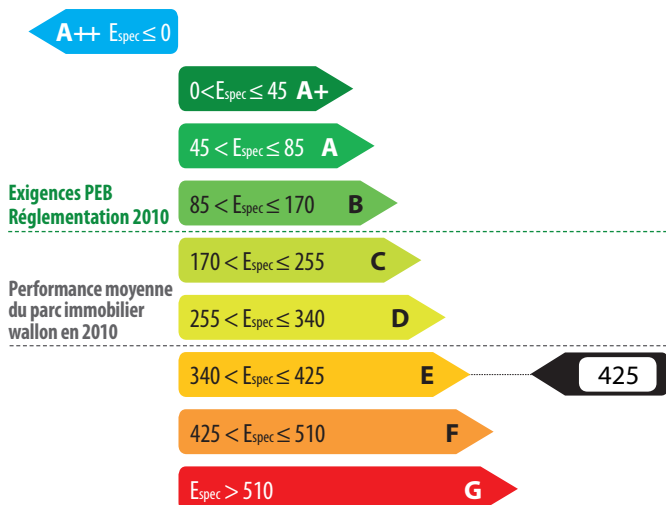 A++ Espec ≤ 0
0<Espec ≤ 45 A+
45 < Espec ≤ 85 A
Exigences PEB
Réglementation 2010
85 < Espec ≤ 170 B
170 < Espec ≤ 255 C
Performance moyenne
du parc immobilier
wallon en 2010
255 < Espec ≤ 340 D
340 < Espec ≤ 425 E 425
425 < Espec ≤ 510 F
Espec > 510 G